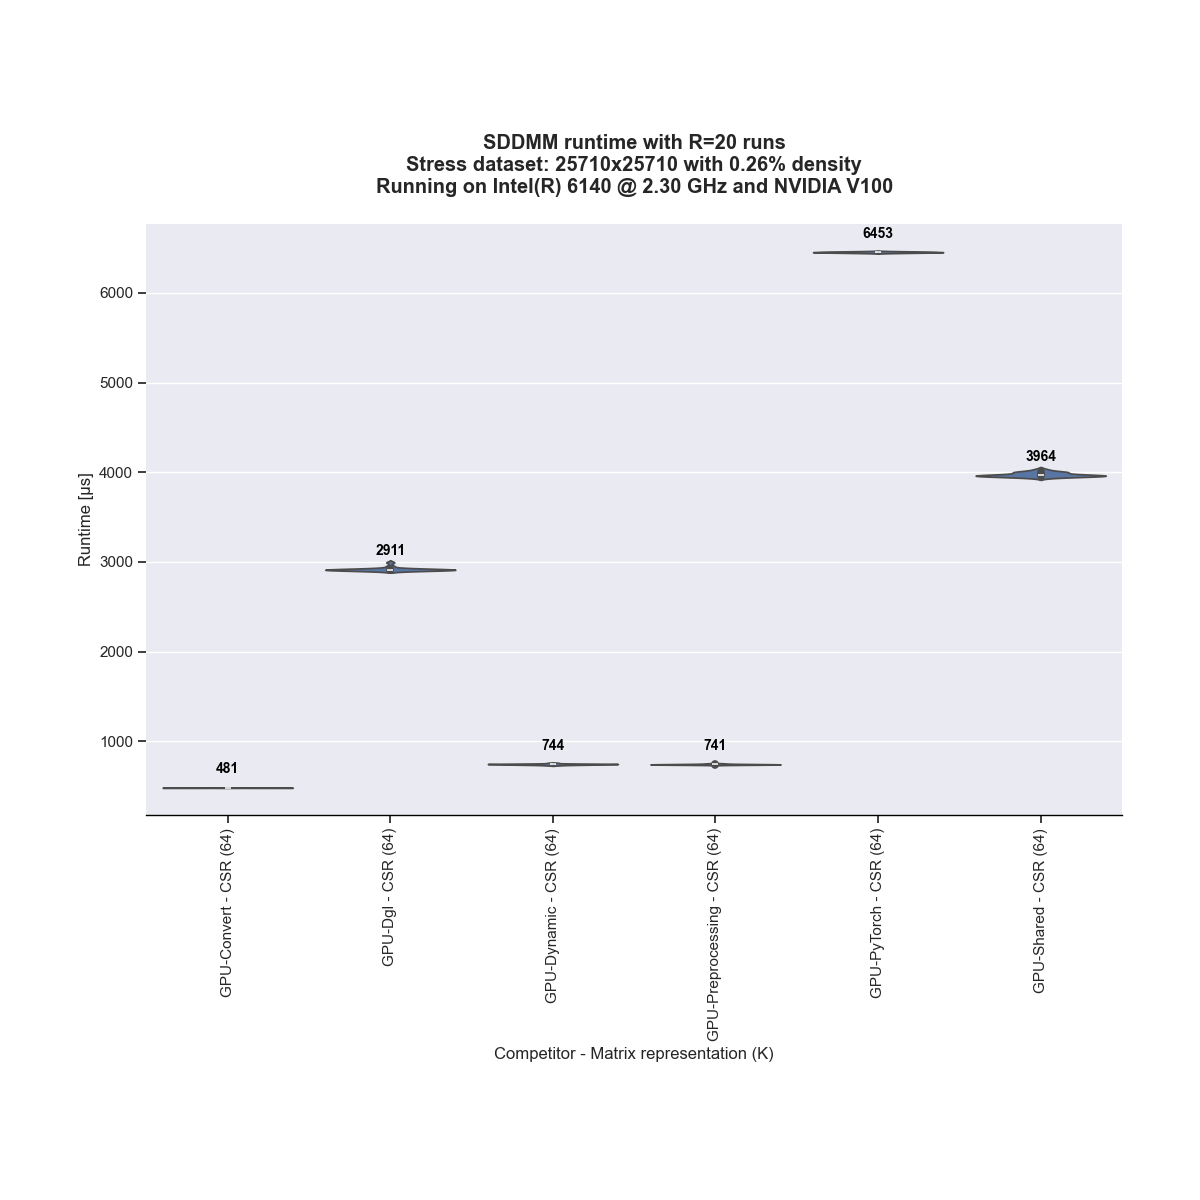 SDDMM runtime with R=20 runs
Stress dataset: 25710x25710 with 0.26% density
Running on Intel(R) 6140 @ 2.30 GHz and NVIDIA V100
Runtime [μs]
6000
5000
4000
3000
2000
1000
481
2911
744
741
6453
3964
GPU-Convert - CSR (64)
GPU-Dgl - CSR (64)
GPU-Dynamic - CSR (64)
GPU-Preprocessing - CSR (64)
GPU-PyTorch - CSR (64)
GPU-Shared - CSR (64)
Competitor - Matrix representation (K)